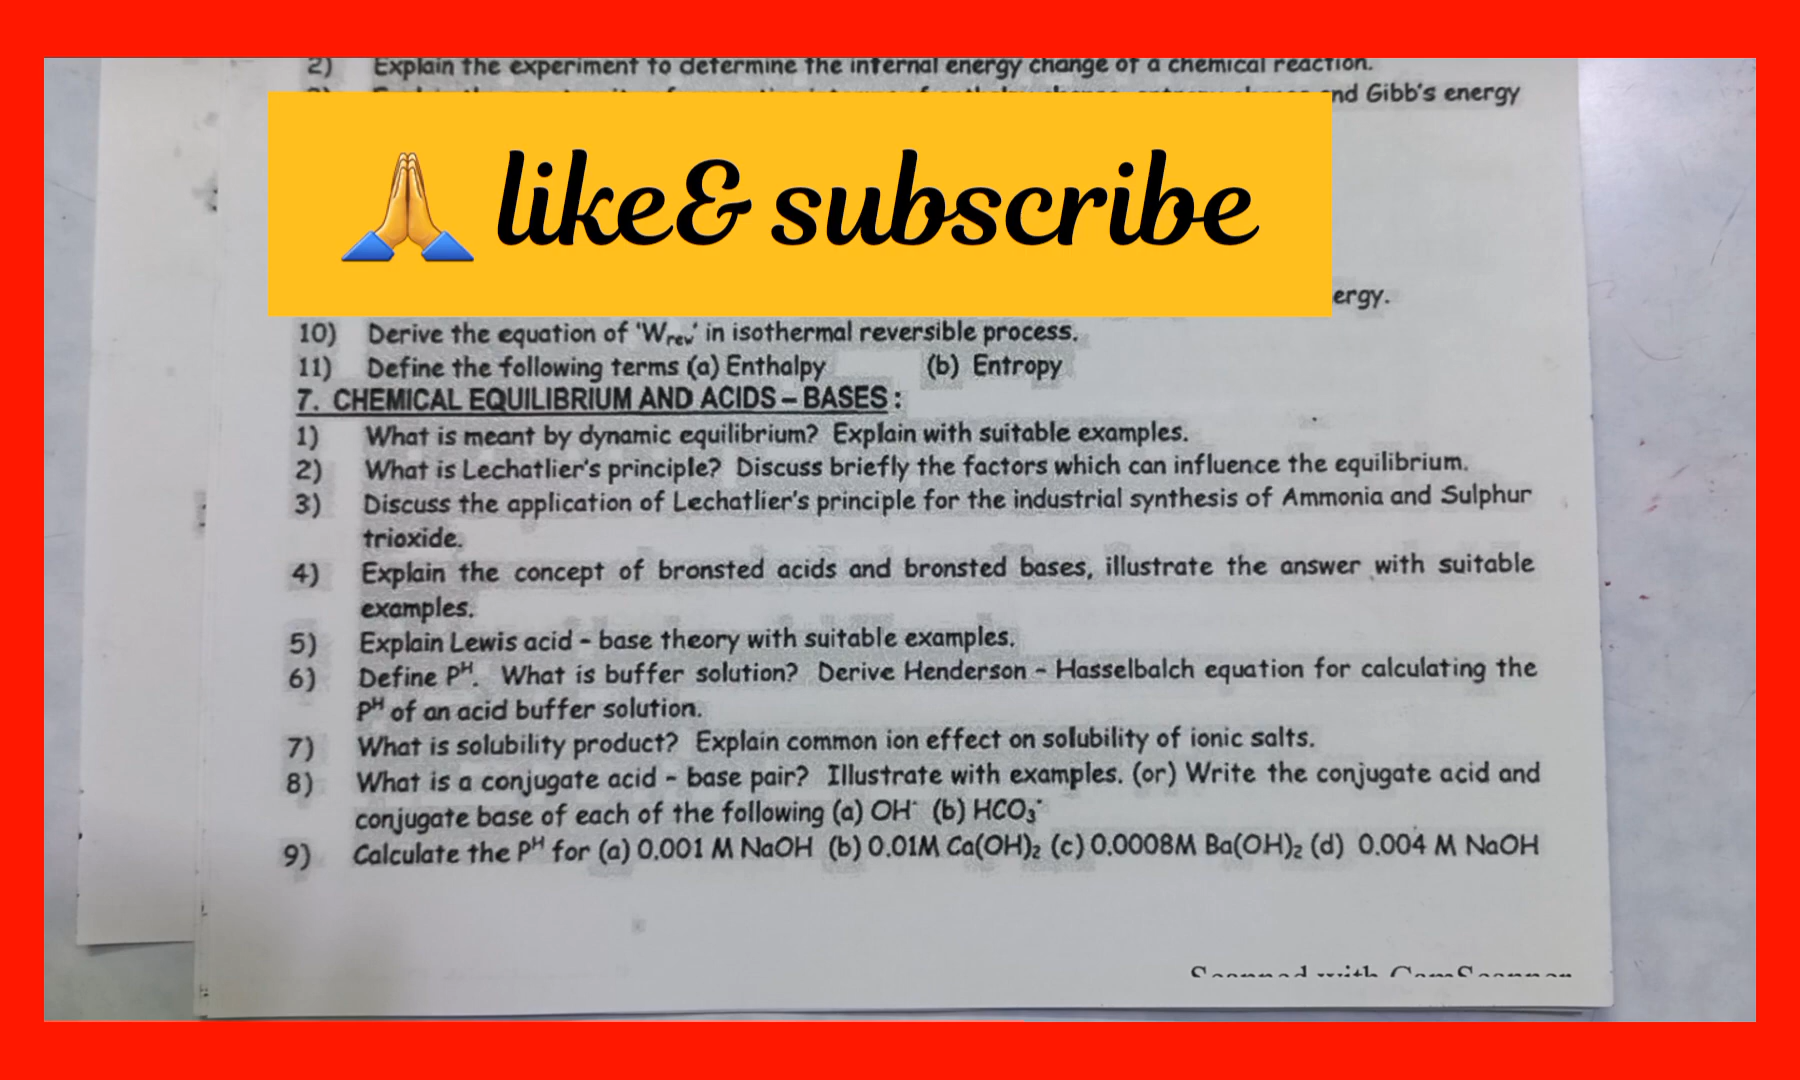 2) Explain the experiment to determine the internal energy change of a chemical reaction.
nd Gibb's energy
🙏 like& subscribe
ergy.
10) Derive the equation of 'Wrev' in isothermal reversible process.
11) Define the following terms (a) Enthalpy (b) Entropy
7. CHEMICAL EQUILIBRIUM AND ACIDS – BASES :
1) What is meant by dynamic equilibrium? Explain with suitable examples.
2) What is Lechatlier's principle? Discuss briefly the factors which can influence the equilibrium.
3) Discuss the application of Lechatlier's principle for the industrial synthesis of Ammonia and Sulphur
trioxide.
4) Explain the concept of bronsted acids and bronsted bases, illustrate the answer with suitable
examples.
5) Explain Lewis acid – base theory with suitable examples.
6) Define Pᴴ. What is buffer solution? Derive Henderson – Hasselbalch equation for calculating the
Pᴴ of an acid buffer solution.
7) What is solubility product? Explain common ion effect on solubility of ionic salts.
8) What is a conjugate acid – base pair? Illustrate with examples. (or) Write the conjugate acid and
conjugate base of each of the following (a) OH⁻ (b) HCO₃⁻
9) Calculate the Pᴴ for (a) 0.001 M NaOH (b) 0.01M Ca(OH)₂ (c) 0.0008M Ba(OH)₂ (d) 0.004 M NaOH
Scanned with CamScanner